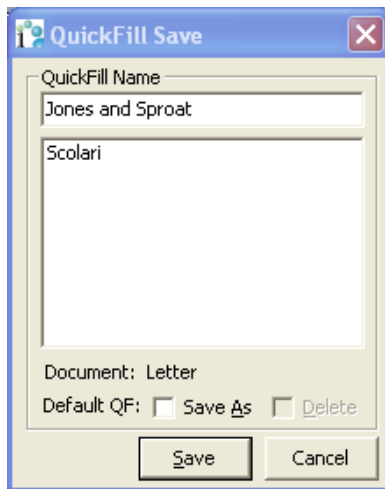 QuickFill Save
QuickFill Name
Jones and Sproat
Scolari
Document: Letter
Default QF: Save As Delete
Save Cancel